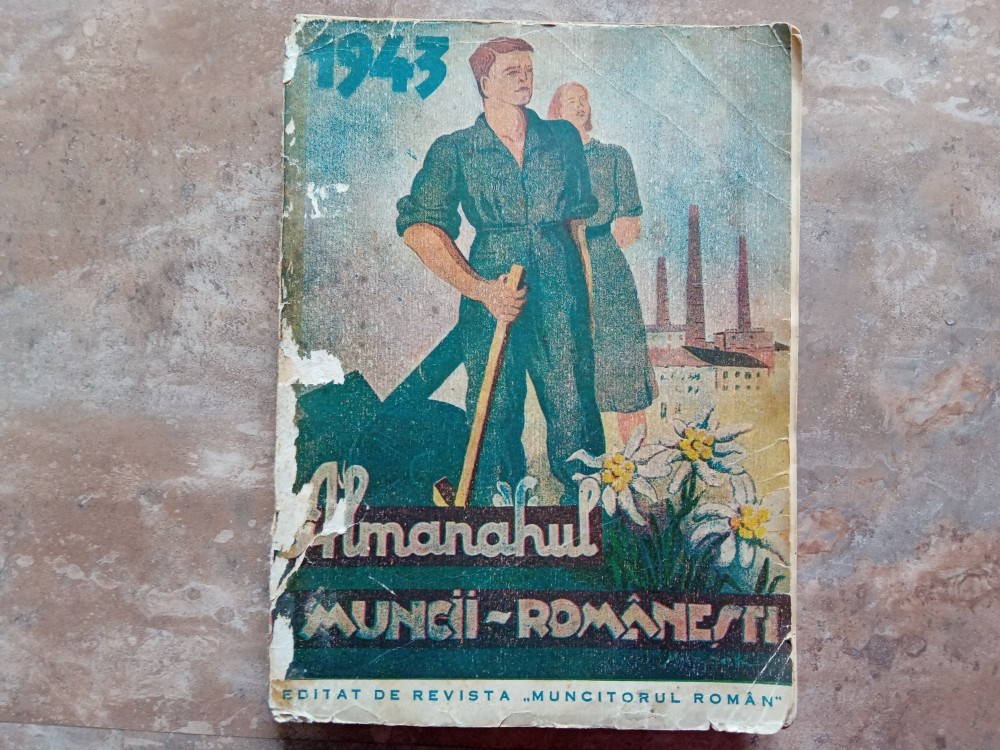 1943
Almanahul
MUNCII-ROMÂNEȘTI
EDITAT DE REVISTA „MUNCITORUL ROMÂN"